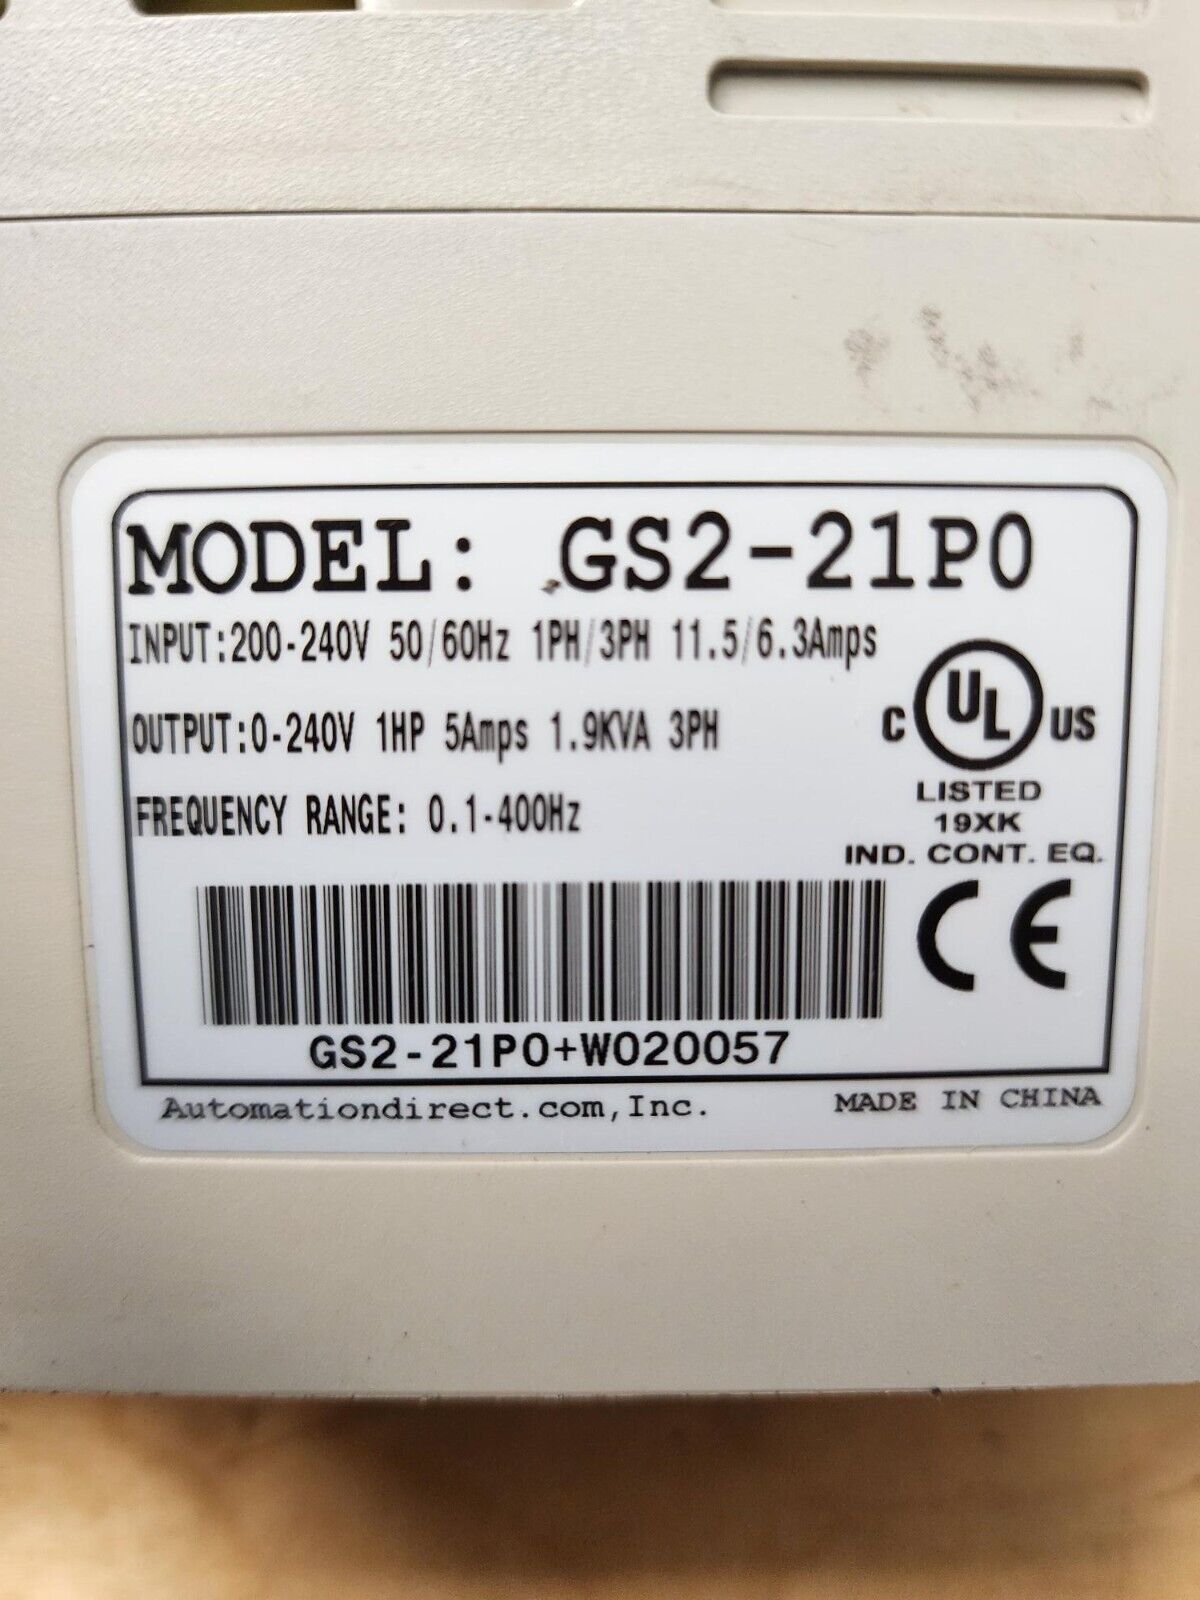 MODEL: GS2-21P0
INPUT:200-240V 50/60Hz 1PH/3PH 11.5/6.3Amps
OUTPUT:0-240V 1HP 5Amps 1.9KVA 3PH
FREQUENCY RANGE: 0.1-400Hz
C UL US
LISTED
19XK
IND. CONT. EQ.
CE
GS2-21P0+W020057
Automationdirect.com,Inc.
MADE IN CHINA